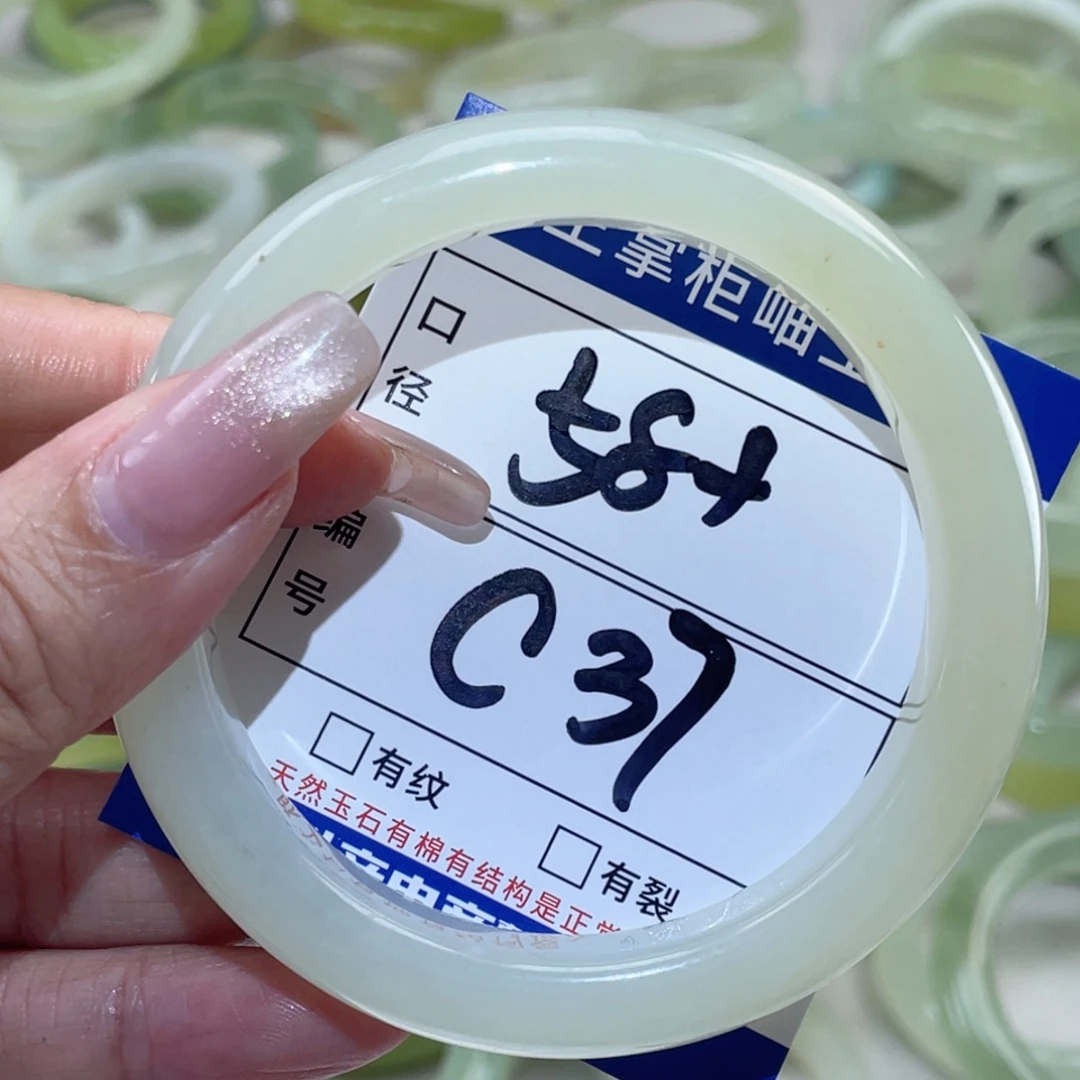 掌柜岫
口径 58+
编号 C37
有纹
有裂
天然玉石有棉有结构是正常